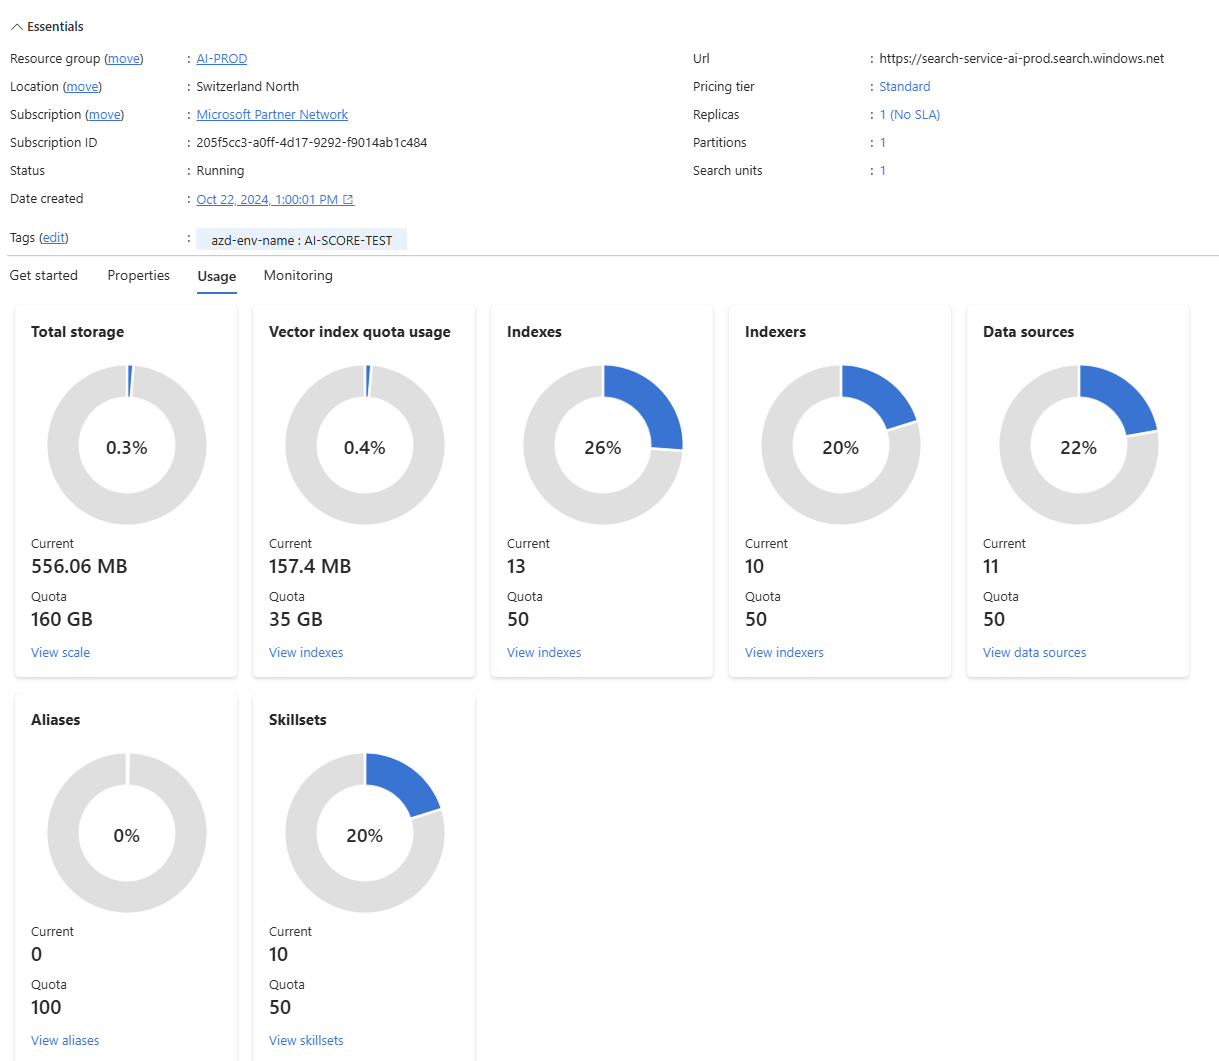 Essentials
Resource group (move) : AI-PROD
Location (move) : Switzerland North
Subscription (move) : Microsoft Partner Network
Subscription ID : 205f5cc3-a0ff-4d17-9292-f9014ab1c484
Status : Running
Date created : Oct 22, 2024, 1:00:01 PM
Tags (edit) : azd-env-name : AI-SCORE-TEST
Url : https://search-service-ai-prod.search.windows.net
Pricing tier : Standard
Replicas : 1 (No SLA)
Partitions : 1
Search units : 1
Get started Properties Usage Monitoring
Total storage
0.3%
Current
556.06 MB
Quota
160 GB
View scale
Vector index quota usage
0.4%
Current
157.4 MB
Quota
35 GB
View indexes
Indexes
26%
Current
13
Quota
50
View indexes
Indexers
20%
Current
10
Quota
50
View indexers
Data sources
22%
Current
11
Quota
50
View data sources
Aliases
0%
Current
0
Quota
100
View aliases
Skillsets
20%
Current
10
Quota
50
View skillsets